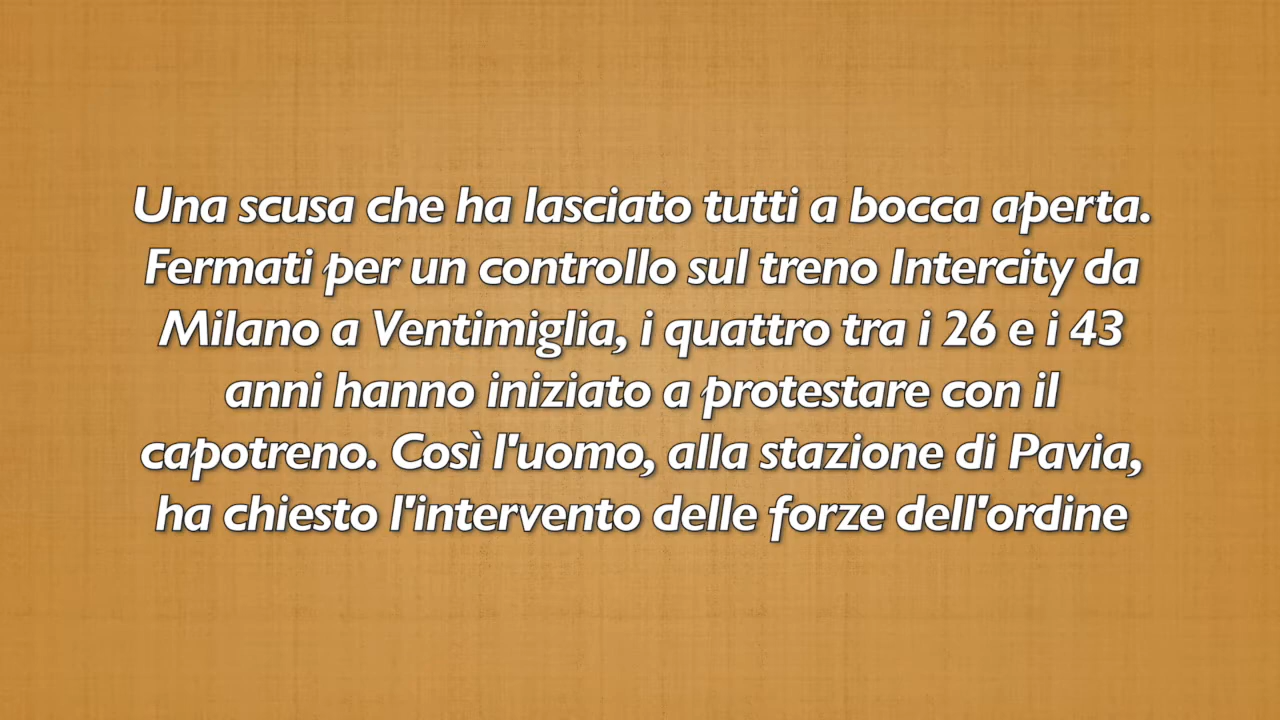 Una scusa che ha lasciato tutti a bocca aperta.
Fermati per un controllo sul treno Intercity da
Milano a Ventimiglia, i quattro tra i 26 e i 43
anni hanno iniziato a protestare con il
capotreno. Così l'uomo, alla stazione di Pavia,
ha chiesto l'intervento delle forze dell'ordine